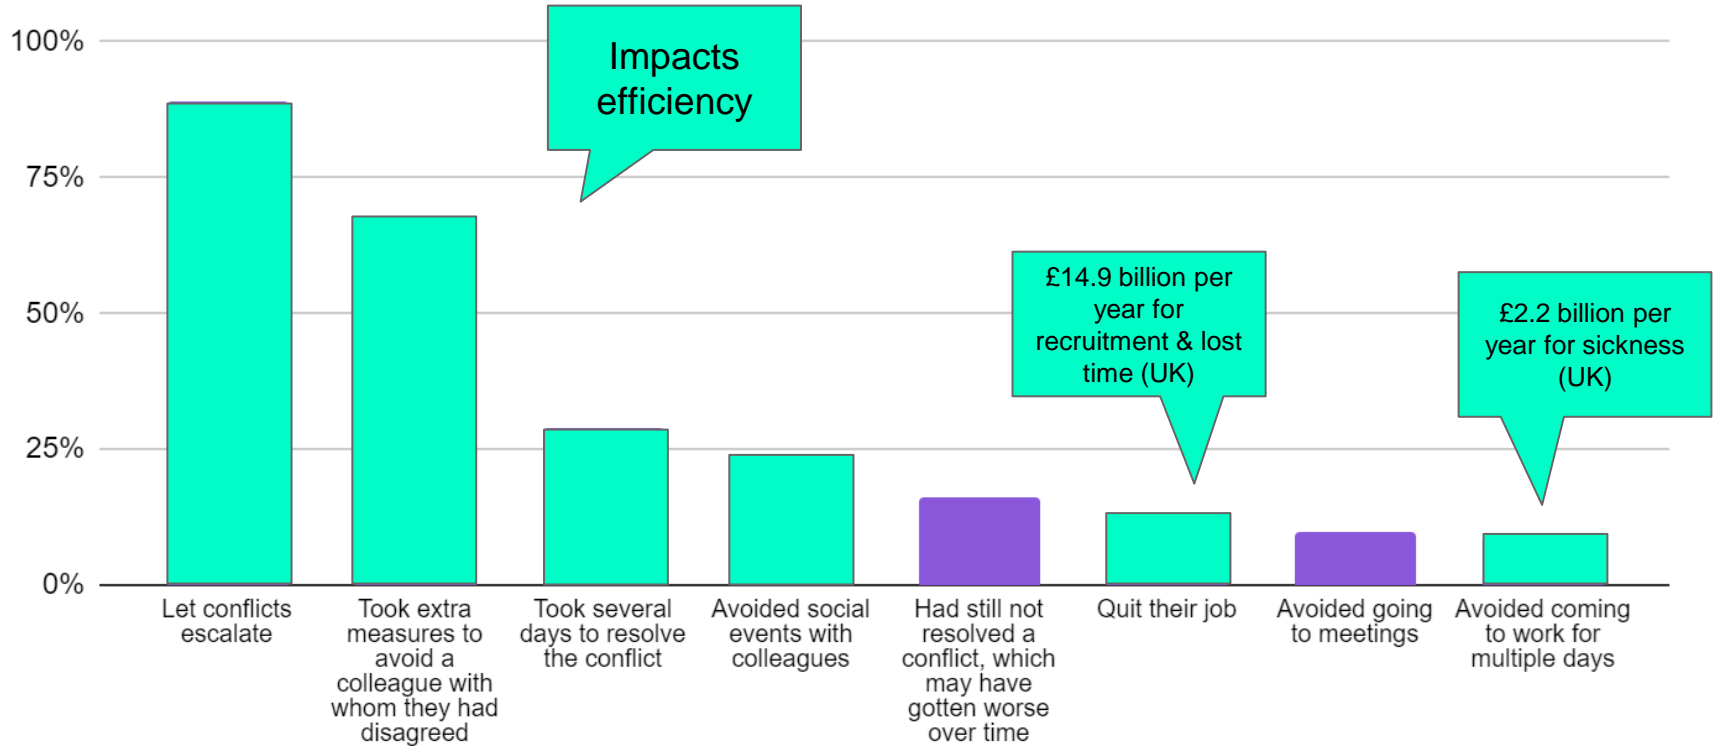 100%
75%
50%
25%
0%
Impacts
efficiency
£14.9 billion per
year for
recruitment & lost
time (UK)
£2.2 billion per
year for sickness
(UK)
Let conflicts
escalate
Took extra
measures to
avoid a
colleague with
whom they had
disagreed
Took several
days to resolve
the conflict
Avoided social
events with
colleagues
Had still not
resolved a
conflict, which
may have
gotten worse
over time
Quit their job
Avoided going
to meetings
Avoided coming
to work for
multiple days